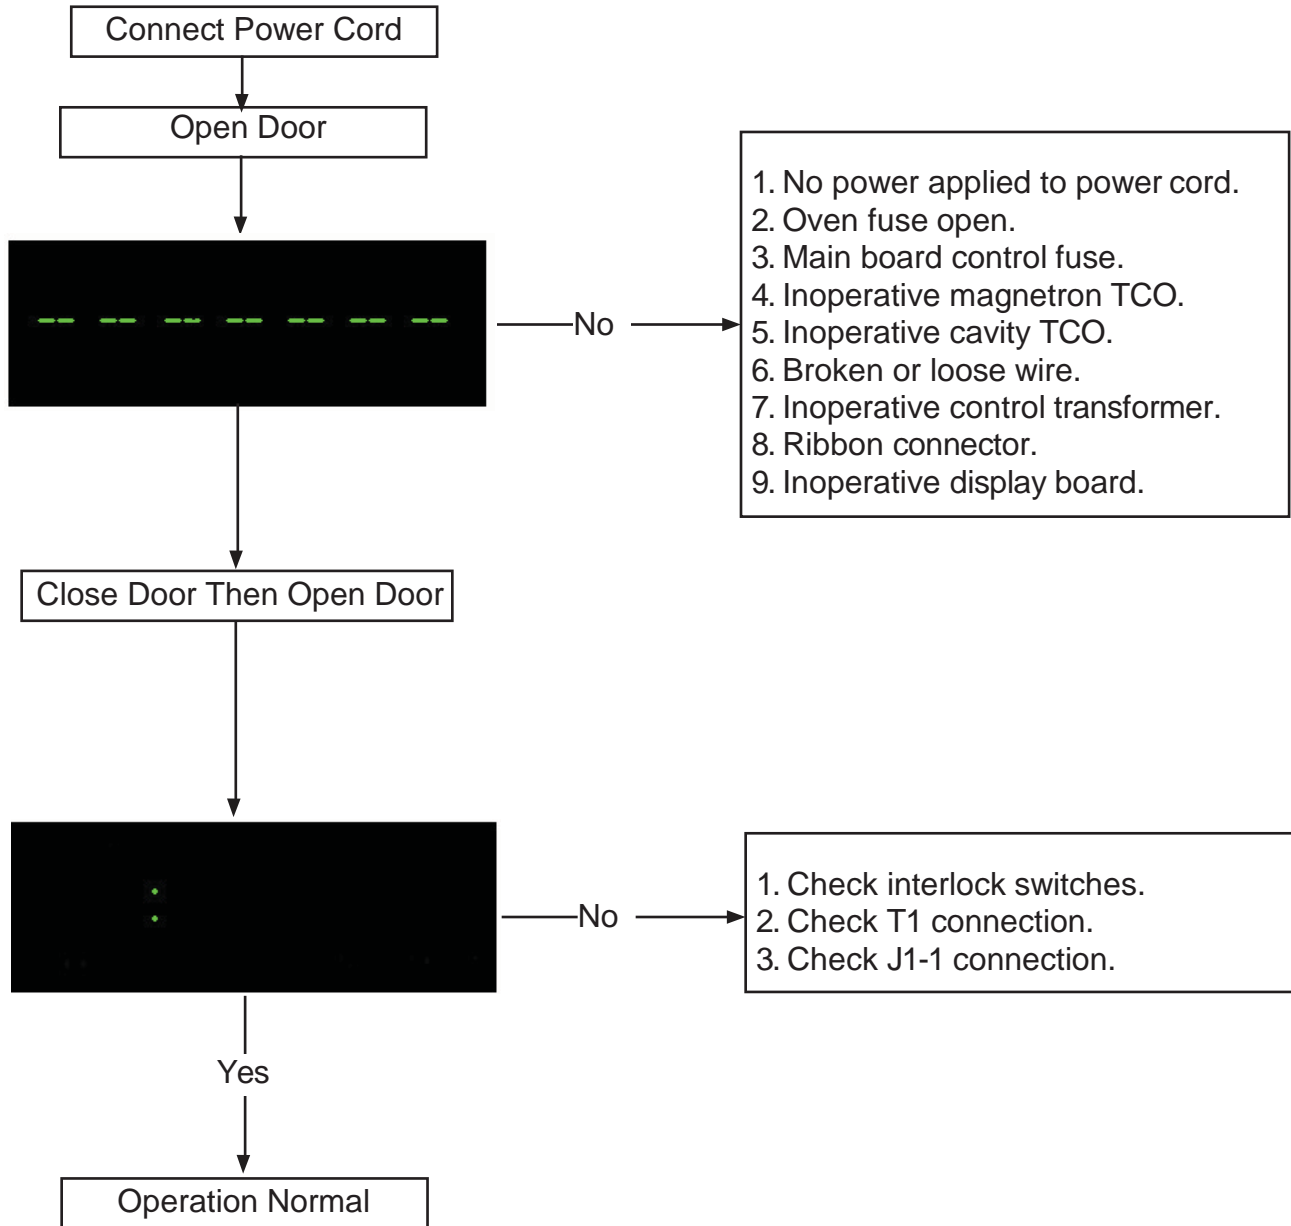 Connect Power Cord
Open Door
No
1. No power applied to power cord.
2. Oven fuse open.
3. Main board control fuse.
4. Inoperative magnetron TCO.
5. Inoperative cavity TCO.
6. Broken or loose wire.
7. Inoperative control transformer.
8. Ribbon connector.
9. Inoperative display board.
Close Door Then Open Door
:
No
1. Check interlock switches.
2. Check T1 connection.
3. Check J1-1 connection.
Yes
Operation Normal